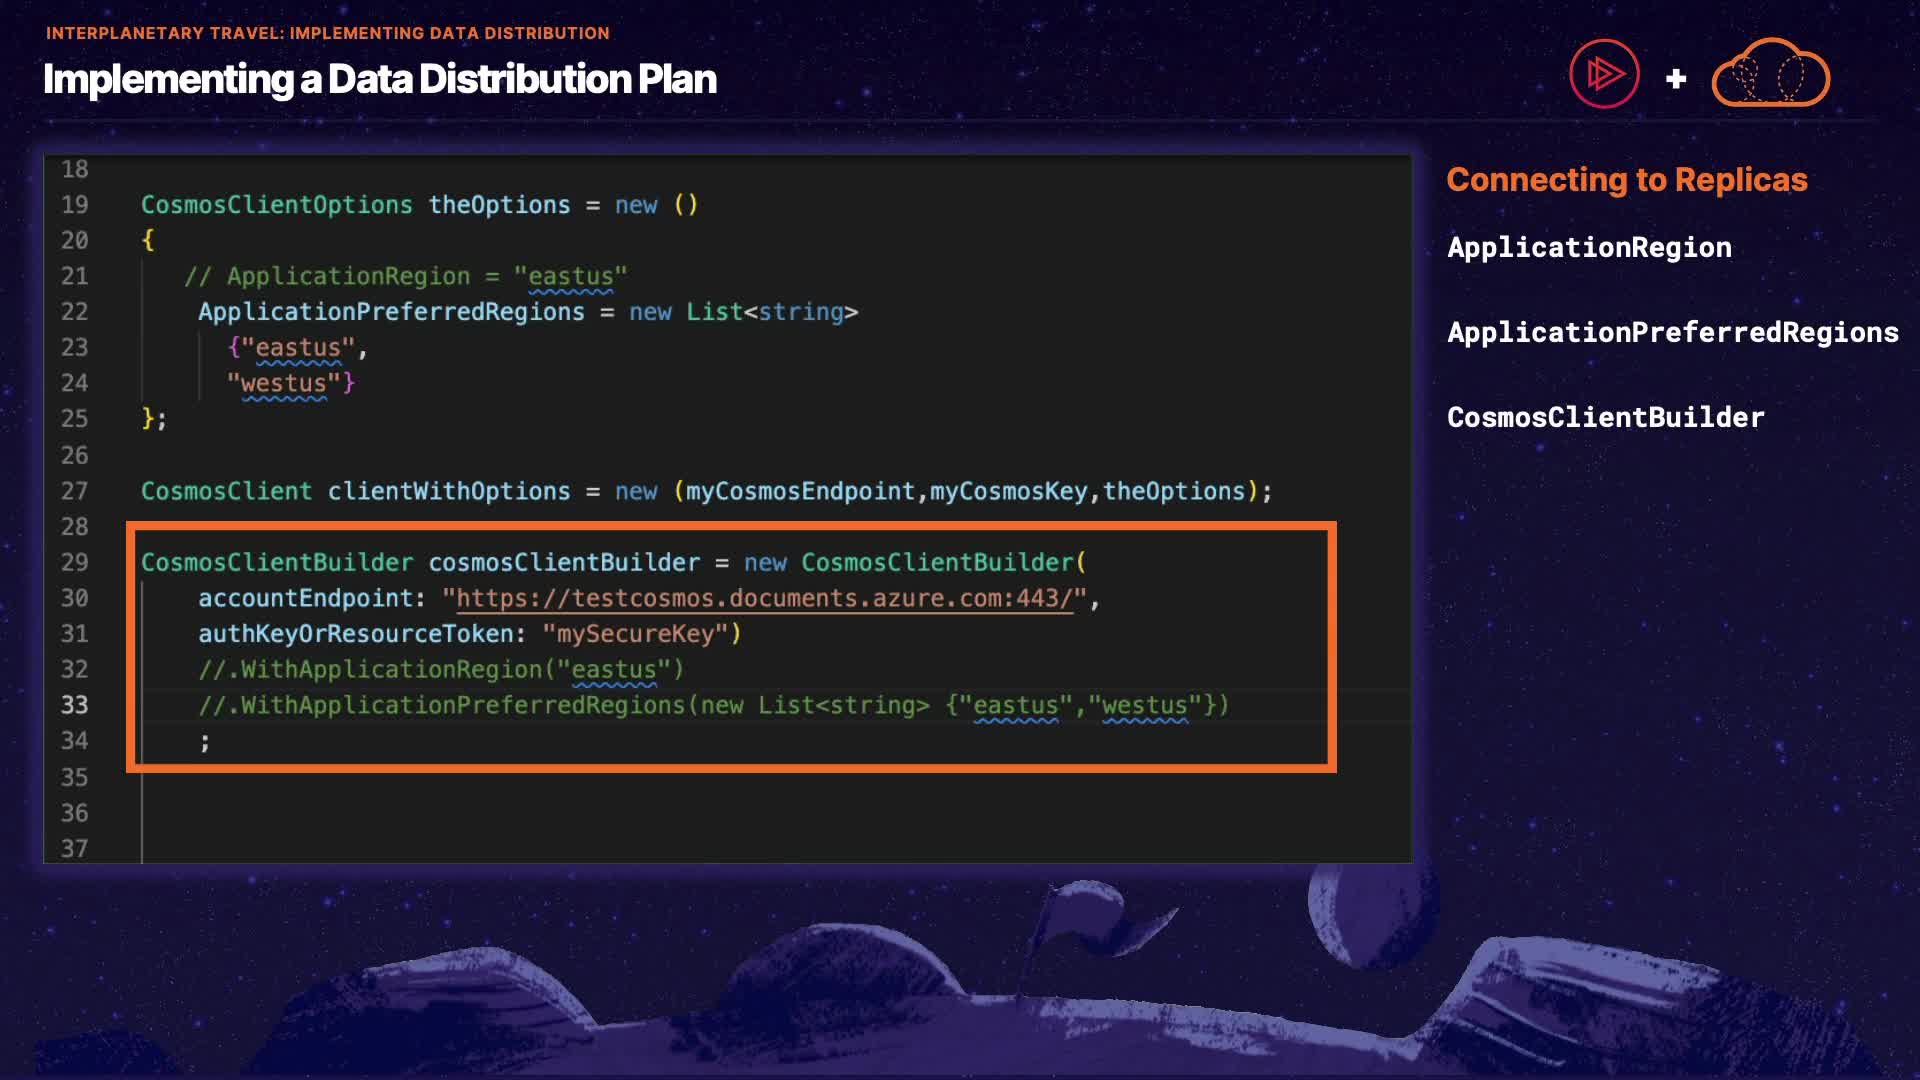 INTERPLANETARY TRAVEL: IMPLEMENTING DATA DISTRIBUTION
Implementing a Data Distribution Plan
+
18
19 CosmosClientOptions theOptions = new ()
20 {
21 // ApplicationRegion = "eastus"
22 ApplicationPreferredRegions = new List<string>
23 {"eastus",
24 "westus"}
25 };
26
27 CosmosClient clientWithOptions = new (myCosmosEndpoint,myCosmosKey,theOptions);
28
29 CosmosClientBuilder cosmosClientBuilder = new CosmosClientBuilder(
30 accountEndpoint: "https://testcosmos.documents.azure.com:443/",
31 authKeyOrResourceToken: "mySecureKey")
32 //.WithApplicationRegion("eastus")
33 //.WithApplicationPreferredRegions(new List<string> {"eastus","westus"})
34 ;
35
36
37
Connecting to Replicas
ApplicationRegion
ApplicationPreferredRegions
CosmosClientBuilder